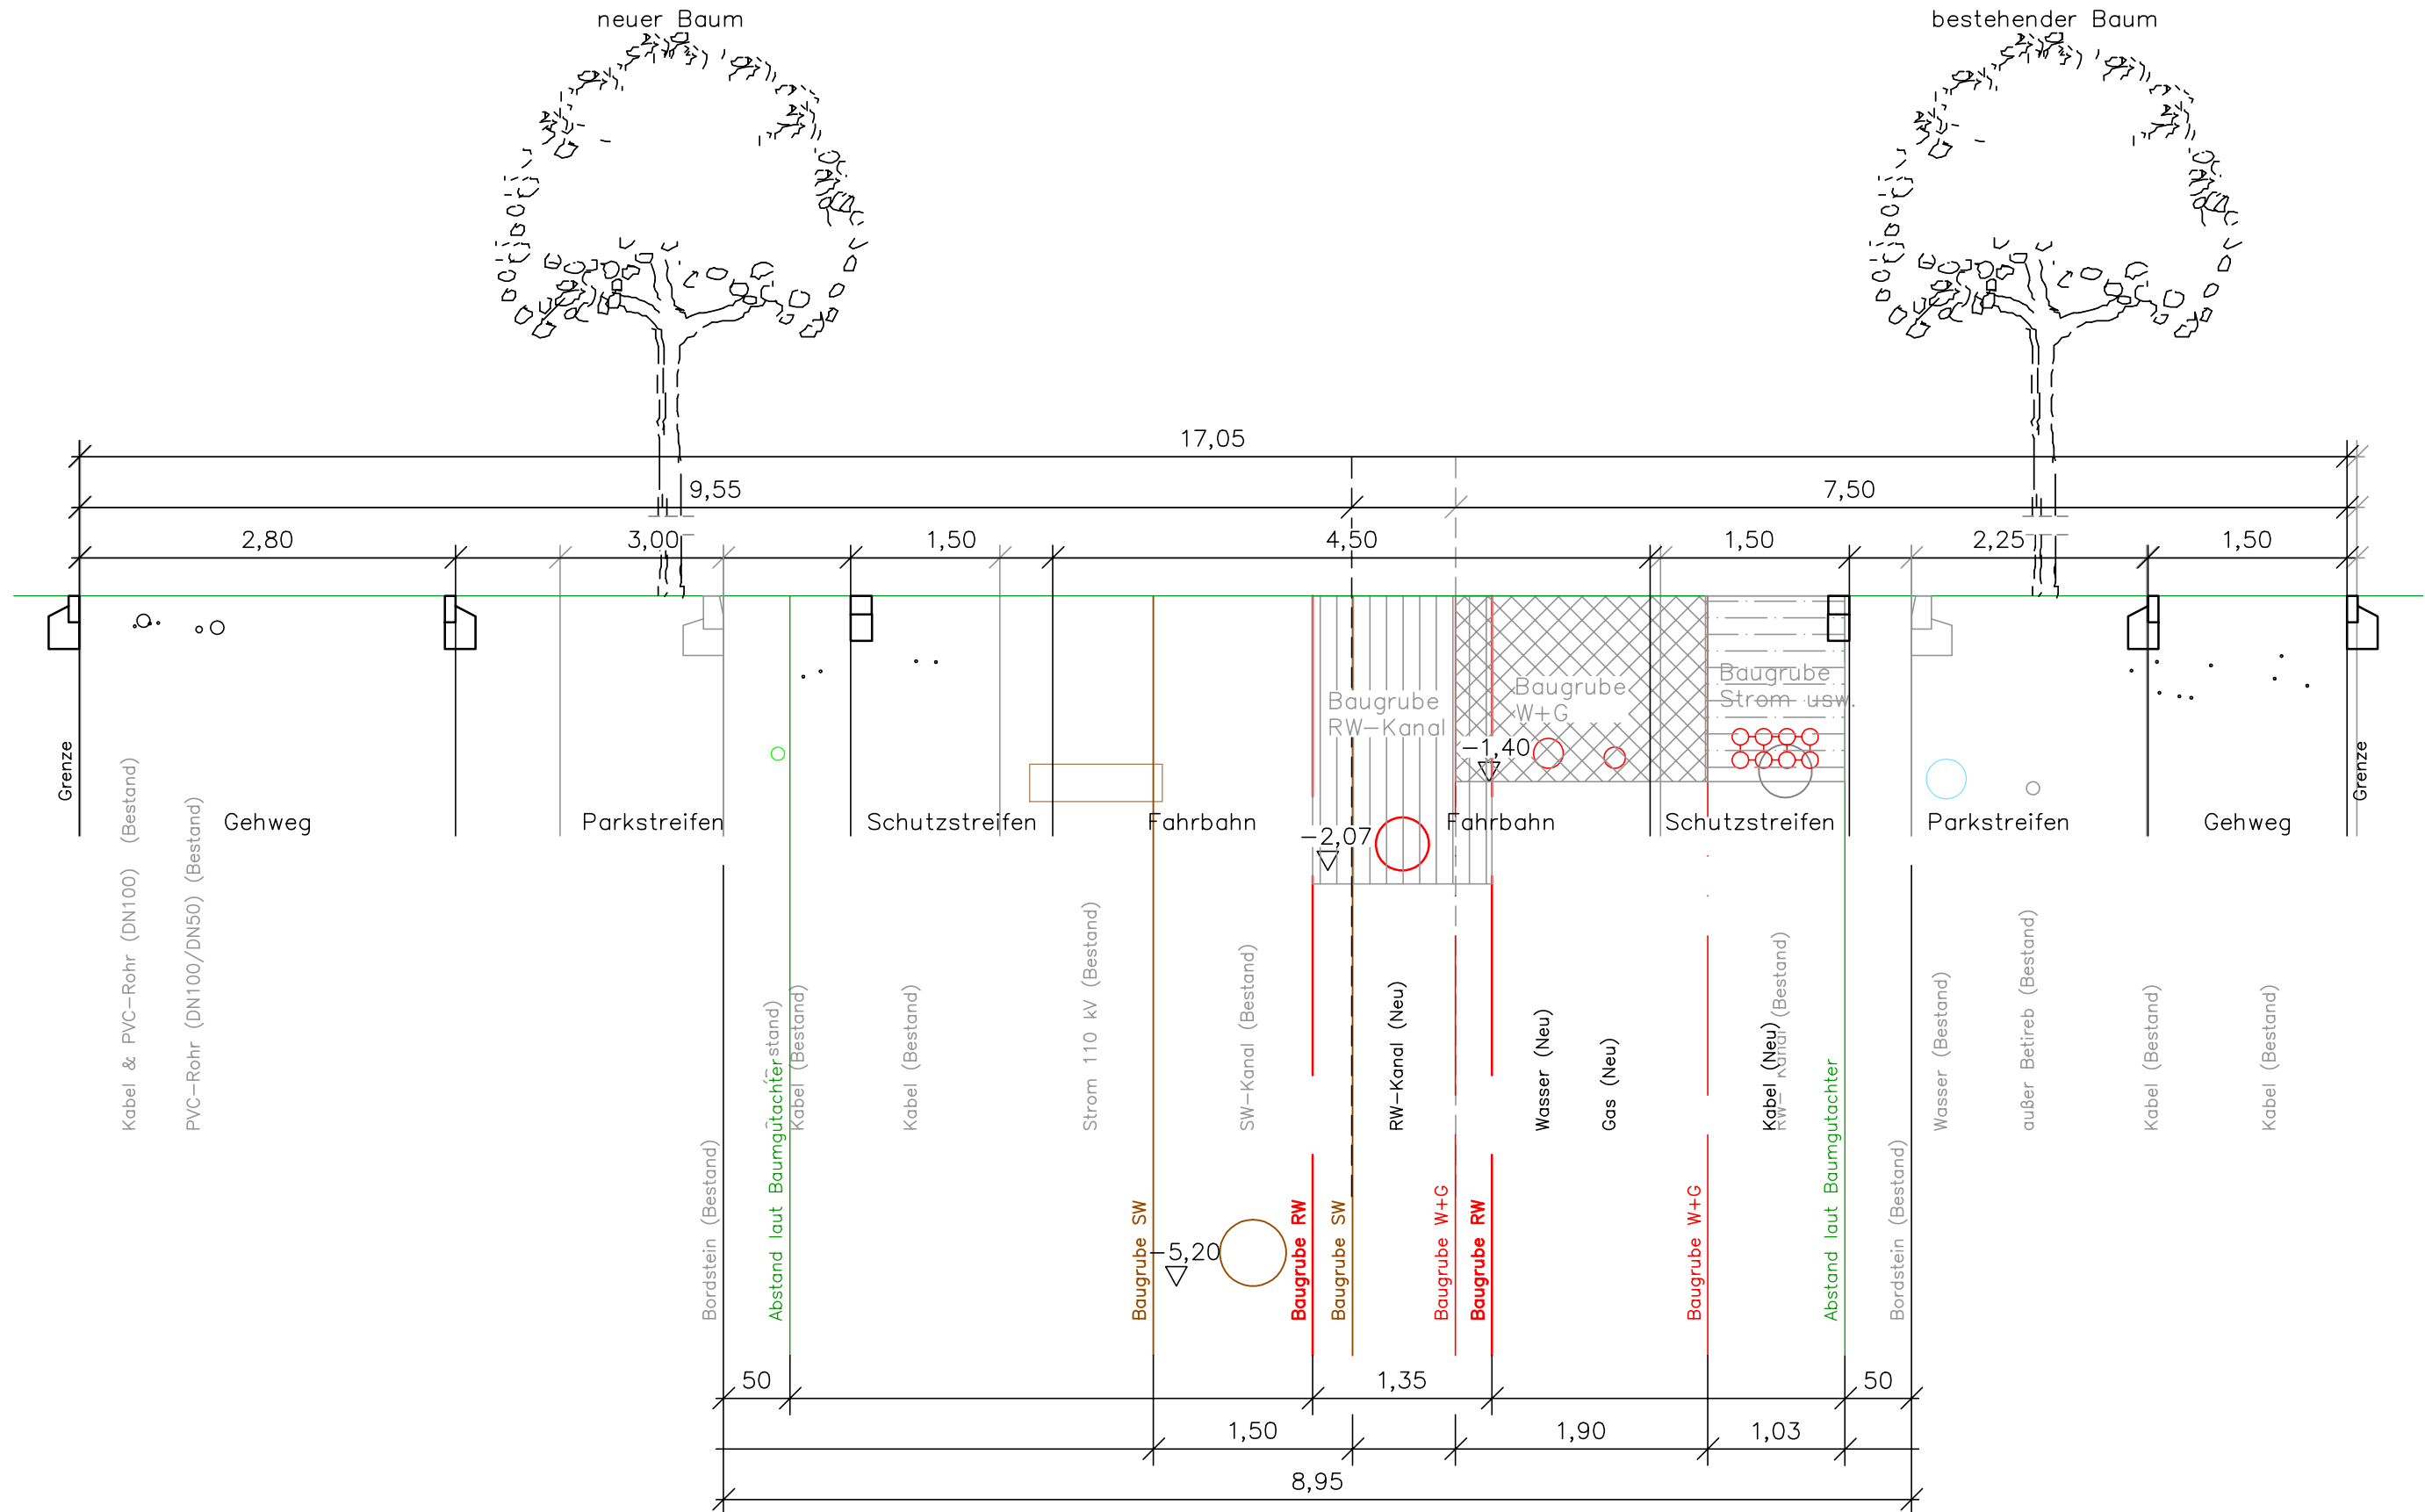 neuer Baum
bestehender Baum
17,05
9,55
7,50
2,80
3,00
1,50
4,50
1,50
2,25
1,50
Baugrube
RW-Kanal
Baugrube
W+G
Baugrube
Strom usw.
-1,40
-2,07
Grenze
Gehweg
Parkstreifen
Schutzstreifen
Fahrbahn
Fahrbahn
Schutzstreifen
Parkstreifen
Gehweg
Grenze
Kabel & PVC-Rohr (DN100) (Bestand)
PVC-Rohr (DN100/DN50) (Bestand)
Kabel (Bestand)
Kabel (Bestand)
Strom 110 kV (Bestand)
SW-Kanal (Bestand)
RW-Kanal (Neu)
Wasser (Neu)
Gas (Neu)
Kabel (Neu)
RW-Kanal (Bestand)
Wasser (Bestand)
außer Betireb (Bestand)
Kabel (Bestand)
Kabel (Bestand)
Bordstein (Bestand)
Abstand laut Baumgutachter
Baugrube SW
-5,20
Baugrube RW
Baugrube SW
Baugrube W+G
Baugrube RW
Baugrube W+G
Abstand laut Baumgutachter
Bordstein (Bestand)
50
1,35
50
1,50
1,90
1,03
8,95